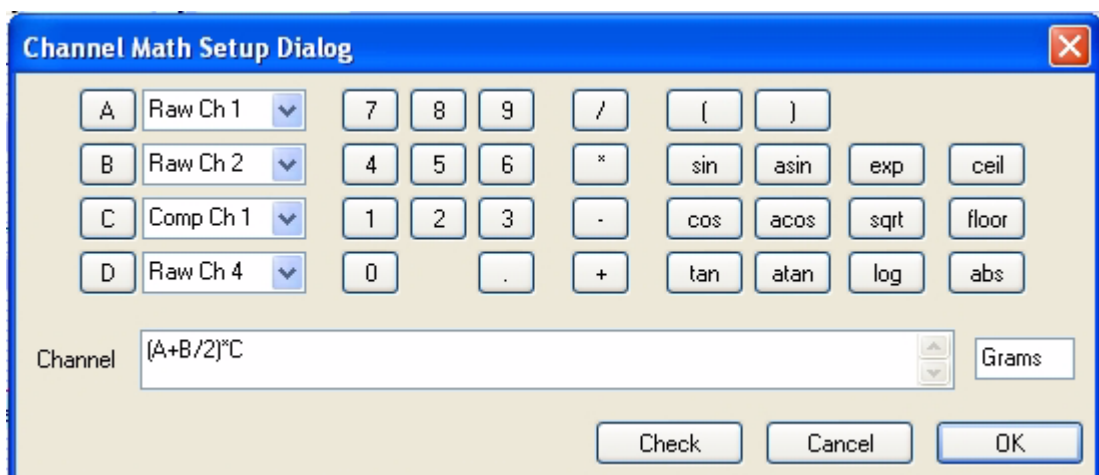 Channel Math Setup Dialog
A Raw Ch 1 7 8 9 / ( )
B Raw Ch 2 4 5 6 * sin asin exp ceil
C Comp Ch 1 1 2 3 - cos acos sqrt floor
D Raw Ch 4 0 . + tan atan log abs
Channel (A+B/2)*C Grams
Check Cancel OK